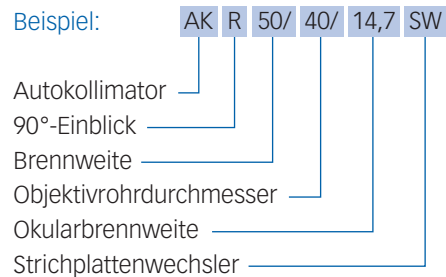 Beispiel: AK R 50/ 40/ 14,7 SW
Autokollimator
90°-Einblick
Brennweite
Objektivrohrdurchmesser
Okularbrennweite
Strichplattenwechsler